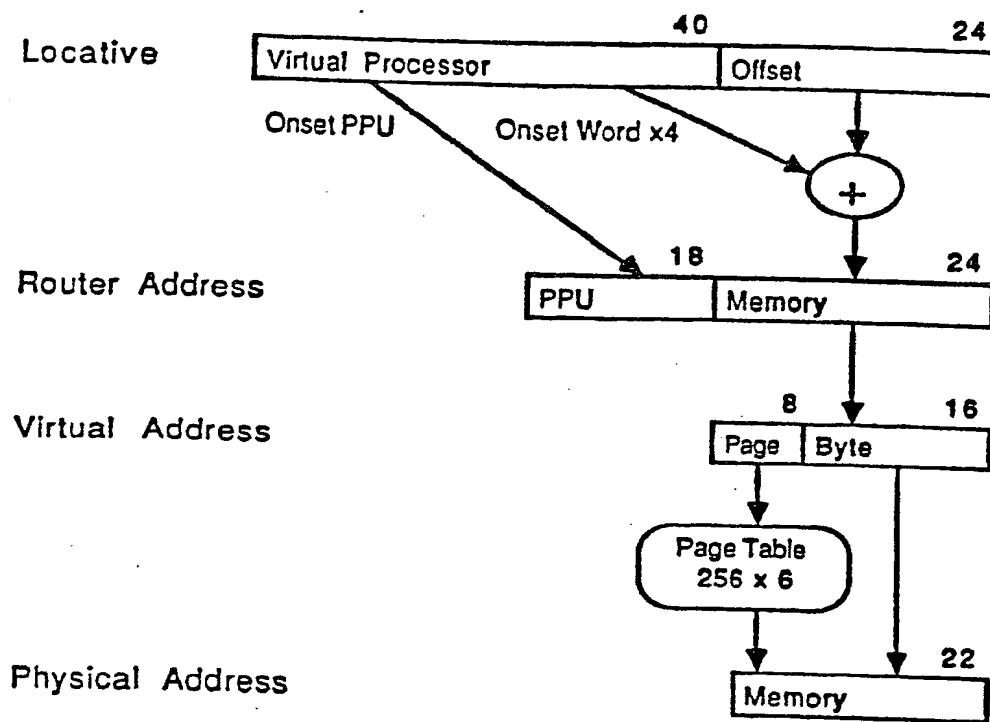 40 24
Locative
Virtual Processor
Offset
Onset PPU
Onset Word x4
+
18 24
Router Address
PPU
Memory
8 16
Virtual Address
Page
Byte
Page Table
256 x 6
22
Physical Address
Memory